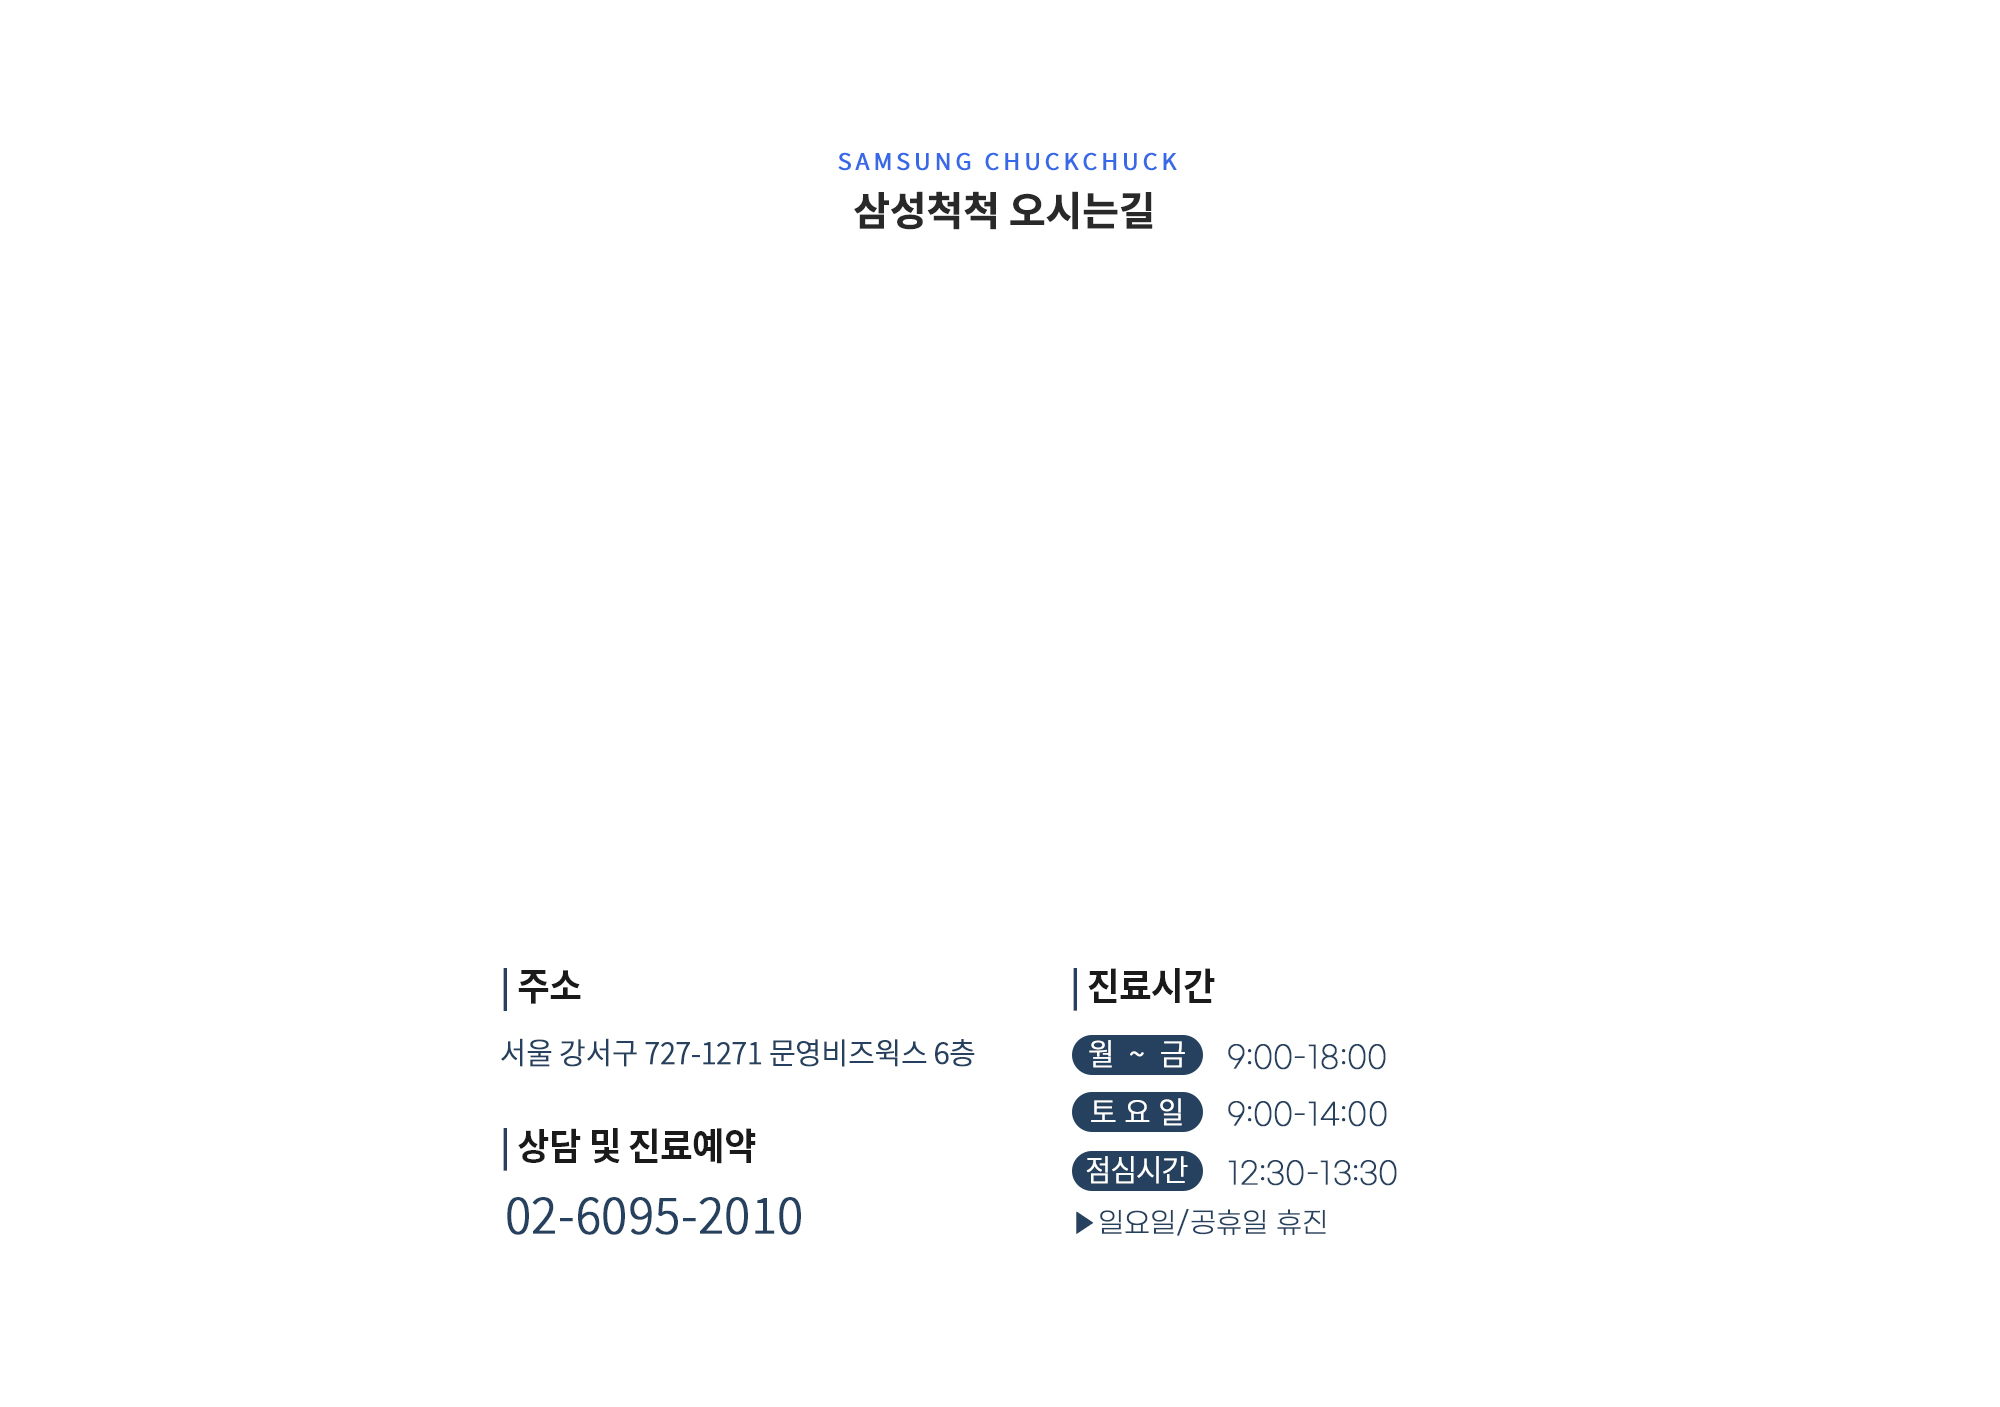 SAMSUNG CHUCKCHUCK
삼성척척 오시는길
주소
서울 강서구 727-1271 문영비즈웍스 6층
상담 및 진료예약
02-6095-2010
진료시간
월 ~ 금 9:00-18:00
토요일 9:00-14:00
점심시간 12:30-13:30
▶일요일/공휴일 휴진